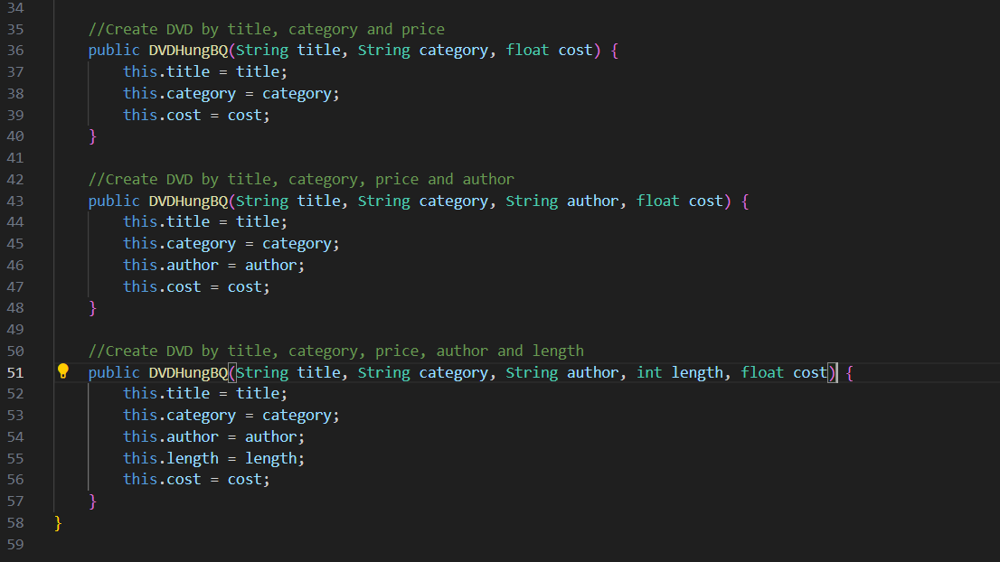 34
35 //Create DVD by title, category and price
36 public DVDHungBQ(String title, String category, float cost) {
37 this.title = title;
38 this.category = category;
39 this.cost = cost;
40 }
41
42 //Create DVD by title, category, price and author
43 public DVDHungBQ(String title, String category, String author, float cost) {
44 this.title = title;
45 this.category = category;
46 this.author = author;
47 this.cost = cost;
48 }
49
50 //Create DVD by title, category, price, author and length
51 public DVDHungBQ(String title, String category, String author, int length, float cost) {
52 this.title = title;
53 this.category = category;
54 this.author = author;
55 this.length = length;
56 this.cost = cost;
57 }
58 }
59